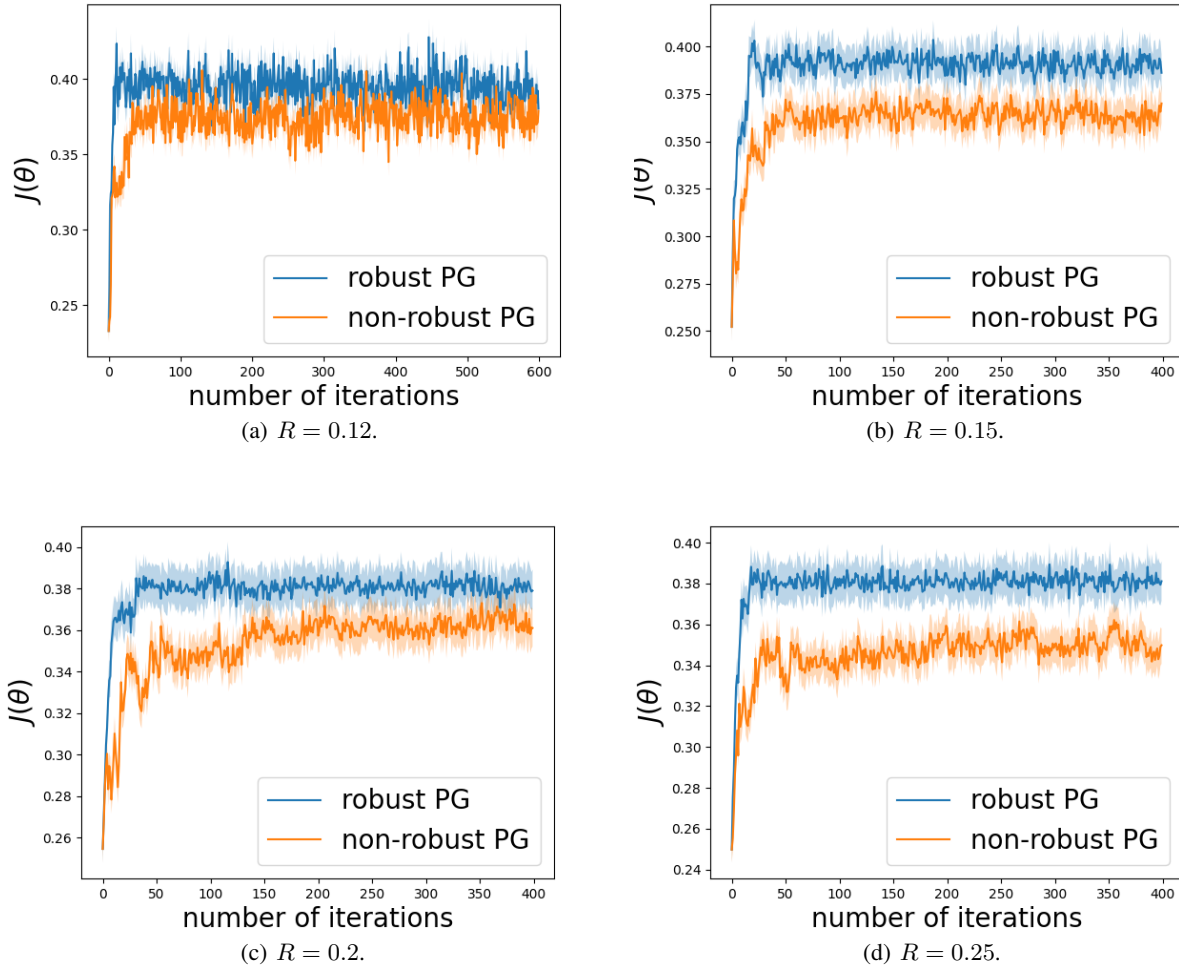 0.40
0.35
0.30
0.25
J(θ)
robust PG
non-robust PG
0 100 200 300 400 500 600
number of iterations
(a) R = 0.12.
0.400
0.375
0.350
0.325
0.300
0.275
0.250
J(θ)
robust PG
non-robust PG
0 50 100 150 200 250 300 350 400
number of iterations
(b) R = 0.15.
0.40
0.38
0.36
0.34
0.32
0.30
0.28
0.26
J(θ)
robust PG
non-robust PG
0 50 100 150 200 250 300 350 400
number of iterations
(c) R = 0.2.
0.40
0.38
0.36
0.34
0.32
0.30
0.28
0.26
0.24
J(θ)
robust PG
non-robust PG
0 50 100 150 200 250 300 350 400
number of iterations
(d) R = 0.25.